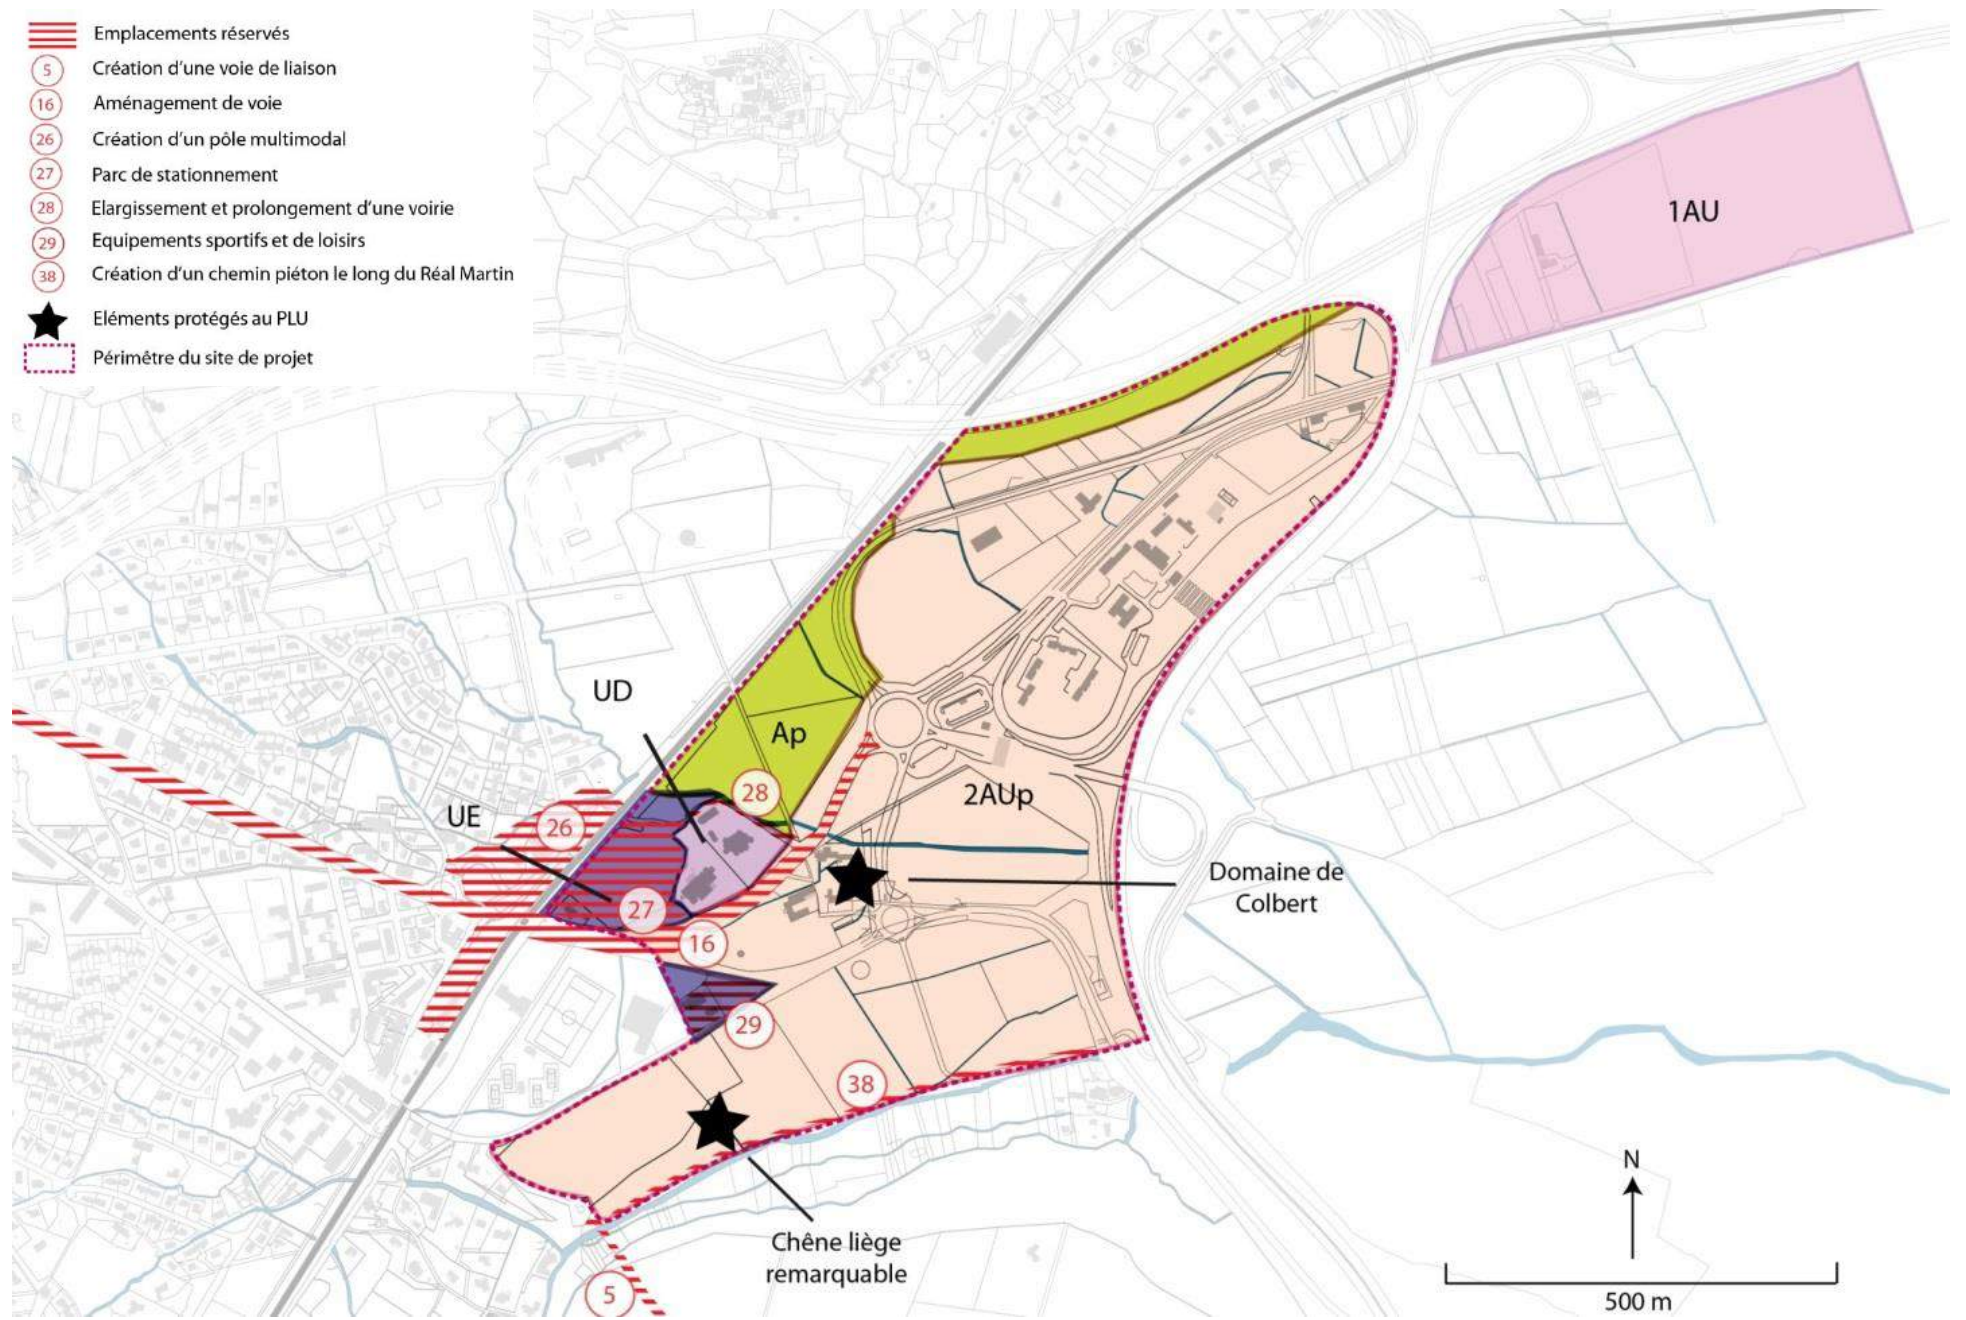 Emplacements réservés
5 Création d'une voie de liaison
16 Aménagement de voie
26 Création d'un pôle multimodal
27 Parc de stationnement
28 Elargissement et prolongement d'une voirie
29 Equipements sportifs et de loisirs
38 Création d'un chemin piéton le long du Réal Martin
Eléments protégés au PLU
Périmêtre du site de projet
1AU
UD
Ap
28
2AUp
UE
26
27
16
Domaine de
Colbert
29
38
Chêne liège
remarquable
5
N
500 m